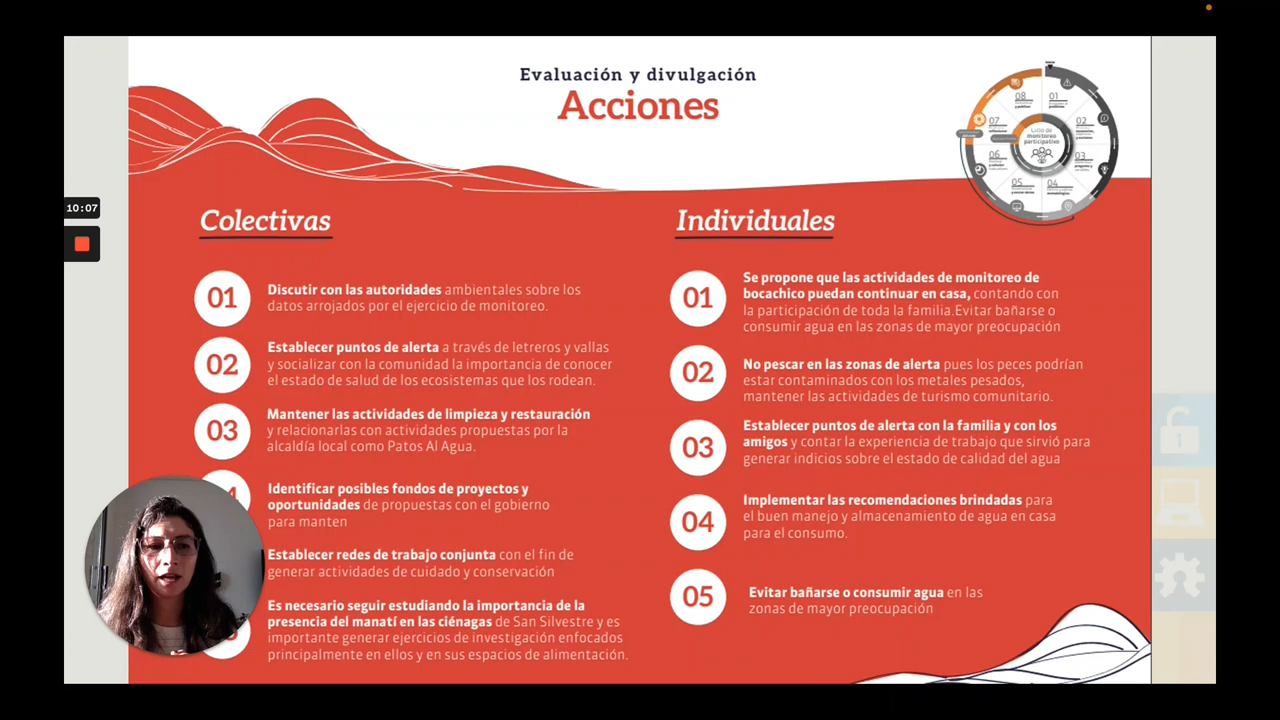 Evaluación y divulgación
Acciones
10:07
Colectivas
01
Discutir con las autoridades ambientales sobre los
datos arrojados por el ejercicio de monitoreo.
02
Establecer puntos de alerta a través de letreros y vallas
y socializar con la comunidad la importancia de conocer
el estado de salud de los ecosistemas que los rodean.
03
Mantener las actividades de limpieza y restauración
y relacionarlas con actividades propuestas por la
alcaldía local como Patos Al Agua.
Identificar posibles fondos de proyectos y
oportunidades de propuestas con el gobierno
para manten
Establecer redes de trabajo conjunta con el fin de
generar actividades de cuidado y conservación
Es necesario seguir estudiando la importancia de la
presencia del manatí en las ciénagas de San Silvestre y es
importante generar ejercicios de investigación enfocados
principalmente en ellos y en sus espacios de alimentación.
Individuales
01
Se propone que las actividades de monitoreo de
bocachico puedan continuar en casa, contando con
la participación de toda la familia.Evitar bañarse o
consumir agua en las zonas de mayor preocupación
02
No pescar en las zonas de alerta pues los peces podrían
estar contaminados con los metales pesados,
mantener las actividades de turismo comunitario.
03
Establecer puntos de alerta con la familia y con los
amigos y contar la experiencia de trabajo que sirvió para
generar indicios sobre el estado de calidad del agua
04
Implementar las recomendaciones brindadas para
el buen manejo y almacenamiento de agua en casa
para el consumo.
05
Evitar bañarse o consumir agua en las
zonas de mayor preocupación
08
01
07
02
06
03
05
04
Ciclo de
monitoreo
participativo